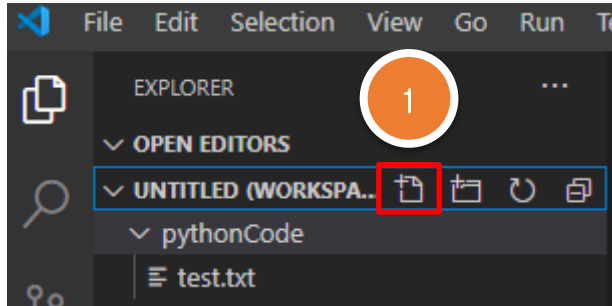 File Edit Selection View Go Run
EXPLORER ...
1
OPEN EDITORS
UNTITLED (WORKSPA...
pythonCode
test.txt